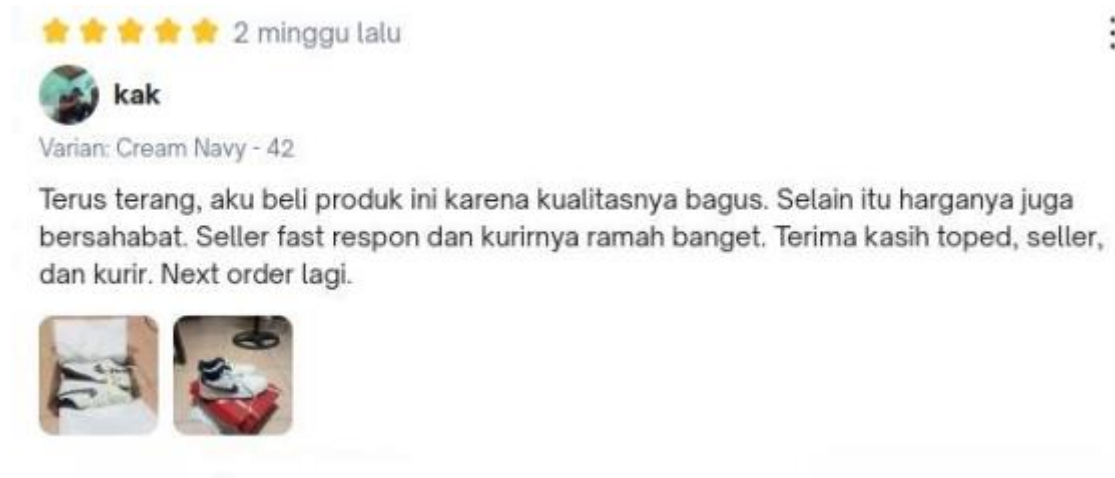 2 minggu lalu
kak
Varian: Cream Navy - 42
Terus terang, aku beli produk ini karena kualitasnya bagus. Selain itu harganya juga
bersahabat. Seller fast respon dan kurirnya ramah banget. Terima kasih toped, seller,
dan kurir. Next order lagi.